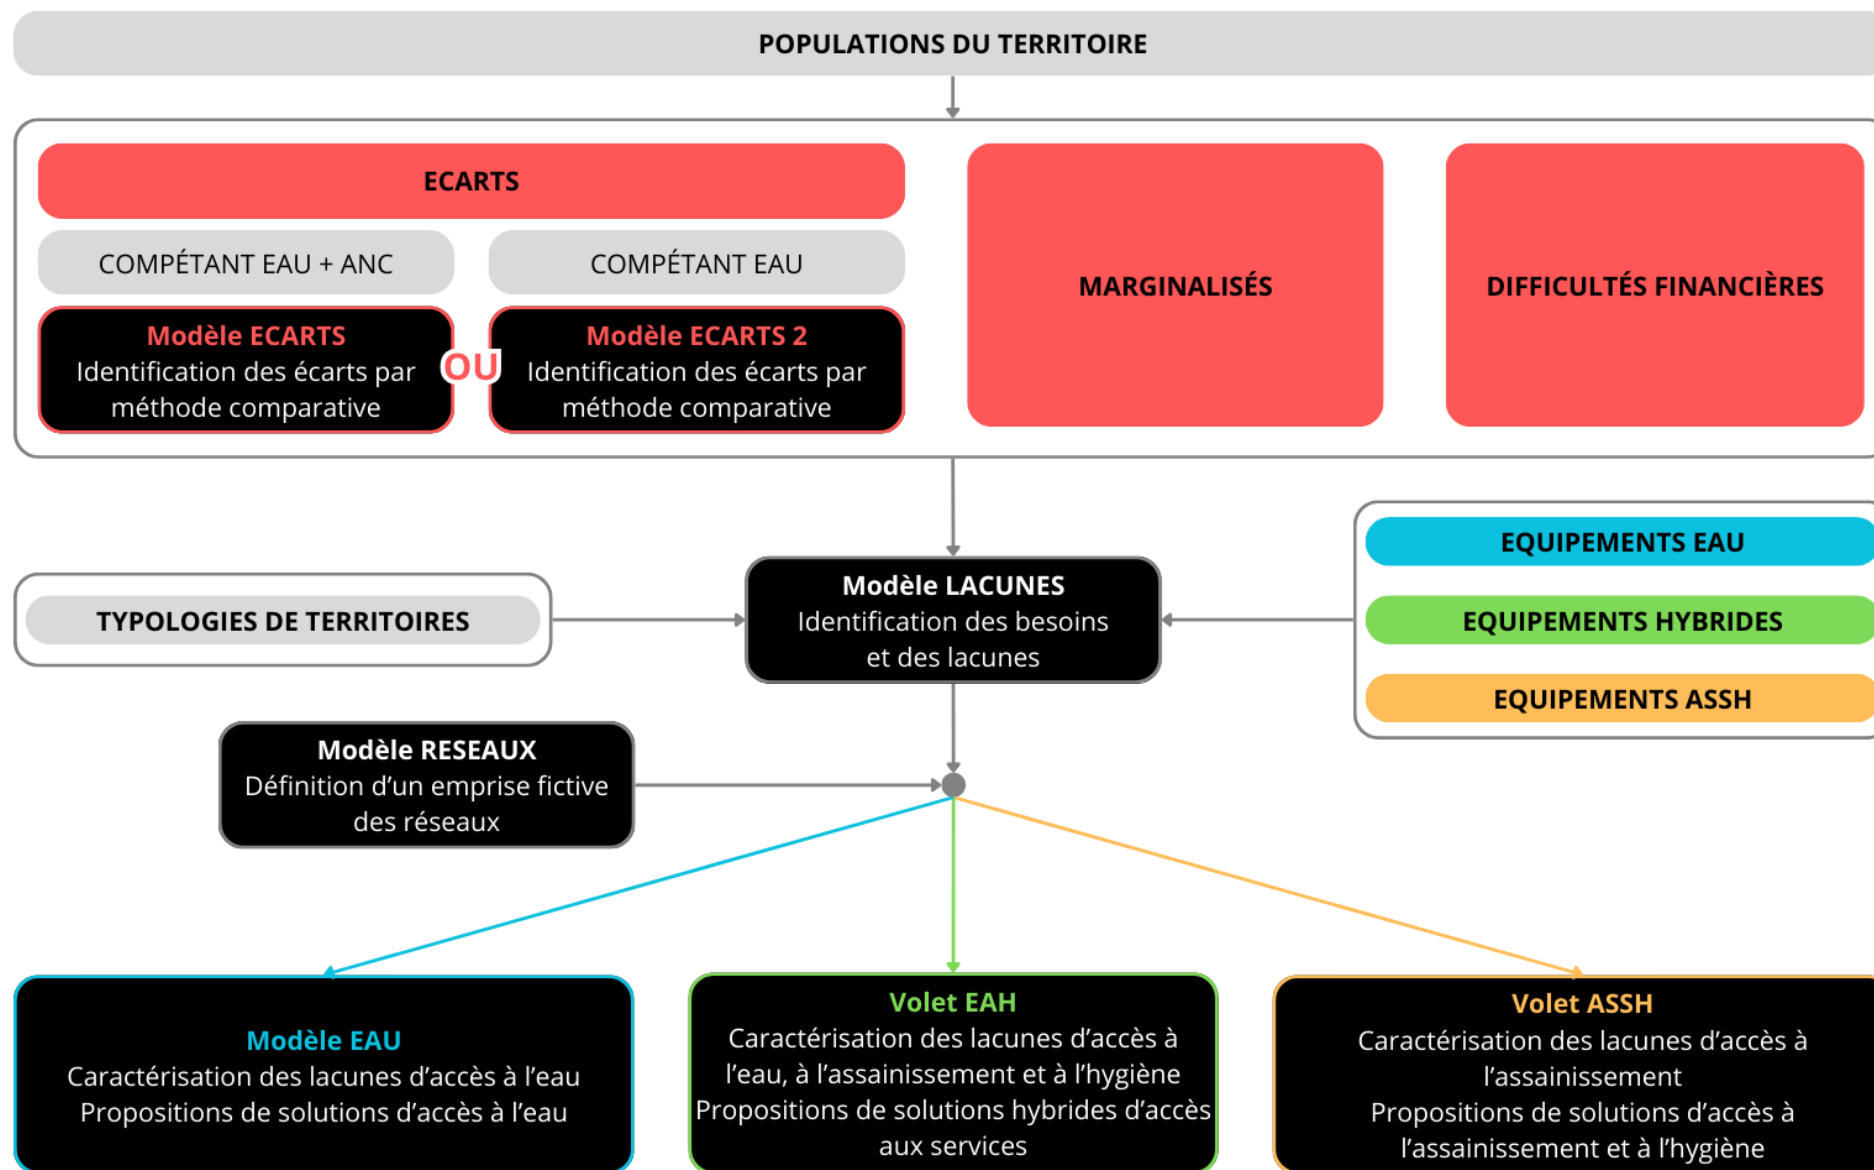 POPULATIONS DU TERRITOIRE
ECARTS
COMPÉTANT EAU + ANC
COMPÉTANT EAU
Modèle ECARTS
Identification des écarts par
méthode comparative
OU
Modèle ECARTS 2
Identification des écarts par
méthode comparative
MARGINALISÉS
DIFFICULTÉS FINANCIÈRES
TYPOLOGIES DE TERRITOIRES
Modèle LACUNES
Identification des besoins
et des lacunes
EQUIPEMENTS EAU
EQUIPEMENTS HYBRIDES
EQUIPEMENTS ASSH
Modèle RESEAUX
Définition d’un emprise fictive
des réseaux
Modèle EAU
Caractérisation des lacunes d’accès à l’eau
Propositions de solutions d’accès à l’eau
Volet EAH
Caractérisation des lacunes d’accès à
l’eau, à l’assainissement et à l’hygiène
Propositions de solutions hybrides d’accès
aux services
Volet ASSH
Caractérisation des lacunes d’accès à
l’assainissement
Propositions de solutions d’accès à
l’assainissement et à l’hygiène